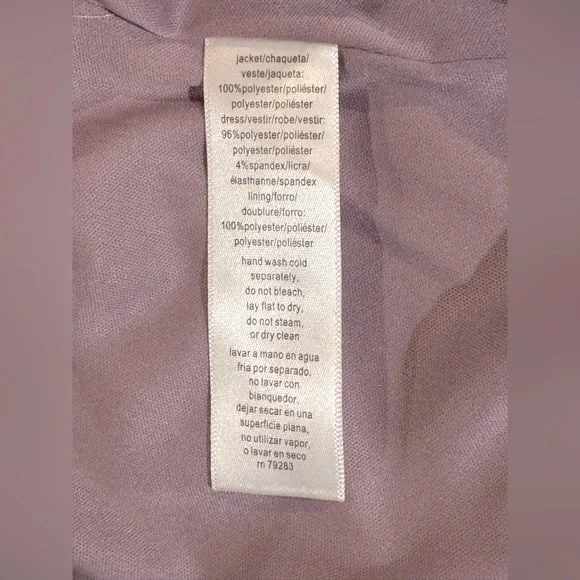 jacket/chaqueta/
veste/jaqueta:
100%polyester/poliéster/
polyester/poliéster
dress/vestir/robe/vestir:
96%polyester/poliéster/
polyester/poliéster
4%spandex/licra/
élasthanne/spandex
lining/forro/
doublure/forro:
100%polyester/poliéster/
polyester/poliéster
hand wash cold
separately,
do not bleach,
lay flat to dry,
do not steam,
or dry clean
lavar a mano en agua
fria por separado,
no lavar con
blanquedor,
dejar secar en una
superficie plana,
no utilizar vapor,
o lavar en seco
rn 79283